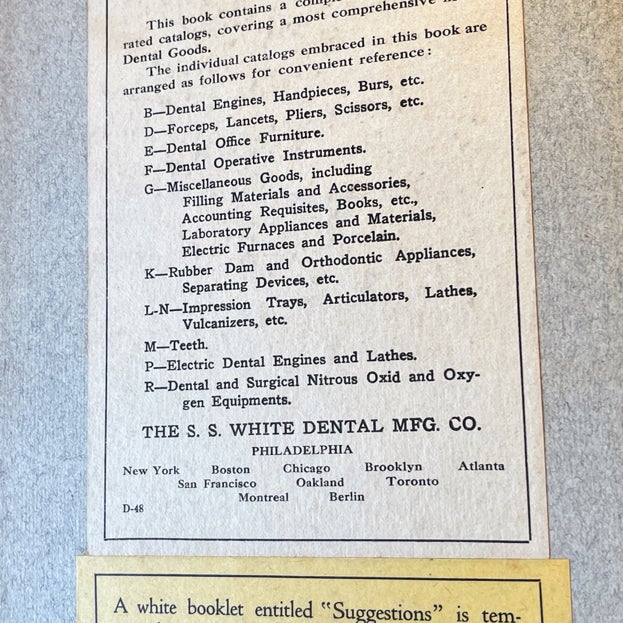 This book contains a
rated catalogs, covering a most comprehensive
Dental Goods.
The individual catalogs embraced in this book are
arranged as follows for convenient reference:
B—Dental Engines, Handpieces, Burs, etc.
D—Forceps, Lancets, Pliers, Scissors, etc.
E—Dental Office Furniture.
F—Dental Operative Instruments.
G—Miscellaneous Goods, including
Filling Materials and Accessories,
Accounting Requisites, Books, etc.,
Laboratory Appliances and Materials,
Electric Furnaces and Porcelain.
K—Rubber Dam and Orthodontic Appliances,
Separating Devices, etc.
L-N—Impression Trays, Articulators, Lathes,
Vulcanizers, etc.
M—Teeth.
P—Electric Dental Engines and Lathes.
R—Dental and Surgical Nitrous Oxid and Oxy-
gen Equipments.
THE S. S. WHITE DENTAL MFG. CO.
PHILADELPHIA
New York Boston Chicago Brooklyn Atlanta
San Francisco Oakland Toronto
Montreal Berlin
D-48
A white booklet entitled "Suggestions" is tem-